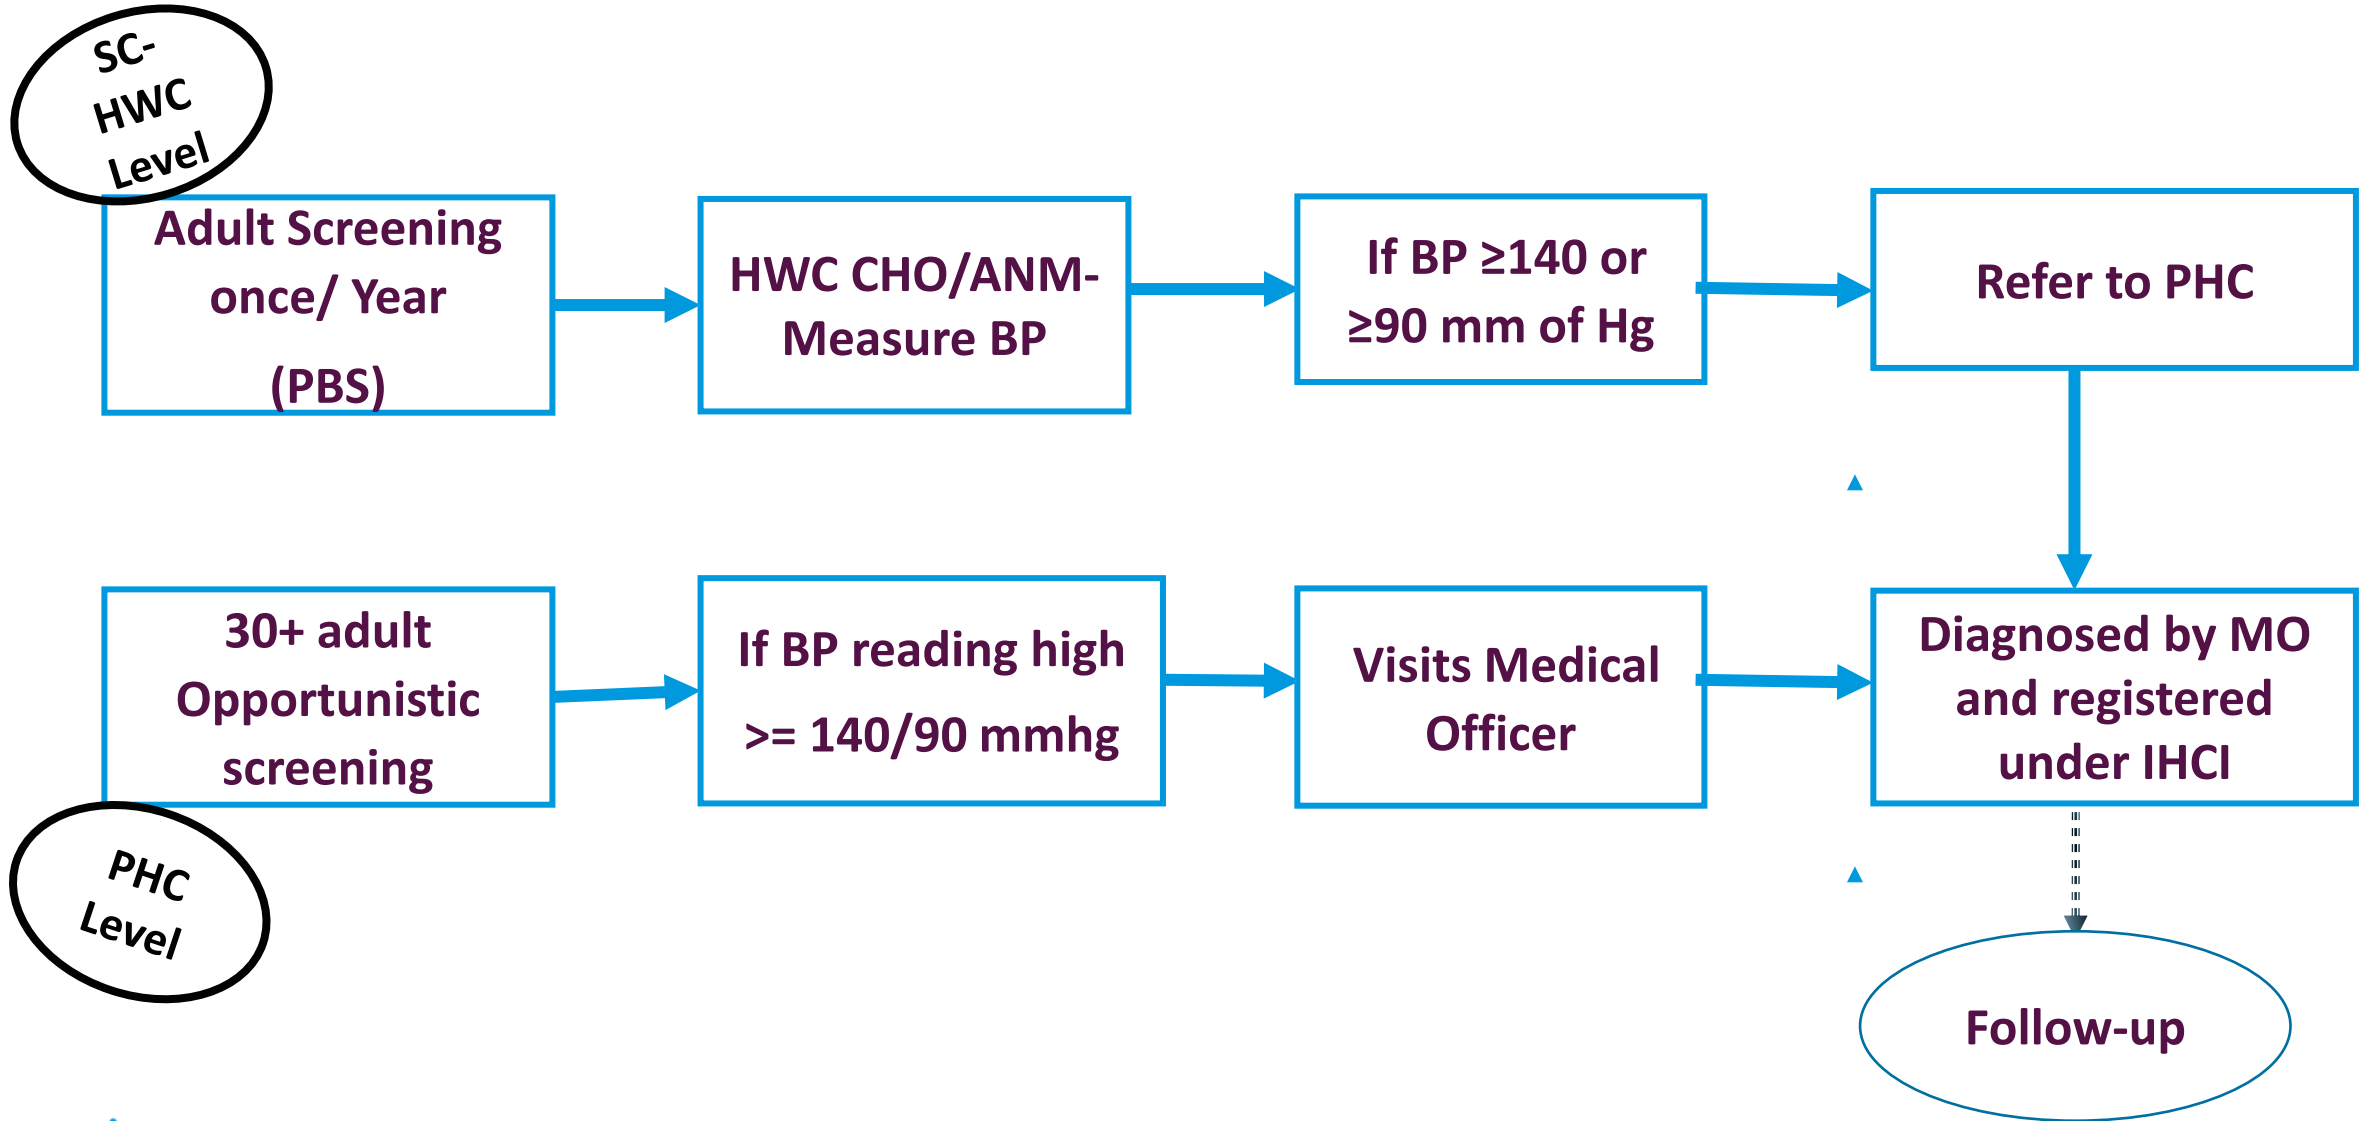 SC-
HWC
Level
Adult Screening
once/ Year
(PBS)
HWC CHO/ANM-
Measure BP
If BP ≥140 or
≥90 mm of Hg
Refer to PHC
30+ adult
Opportunistic
screening
If BP reading high
>= 140/90 mmhg
Visits Medical
Officer
Diagnosed by MO
and registered
under IHCI
PHC
Level
Follow-up